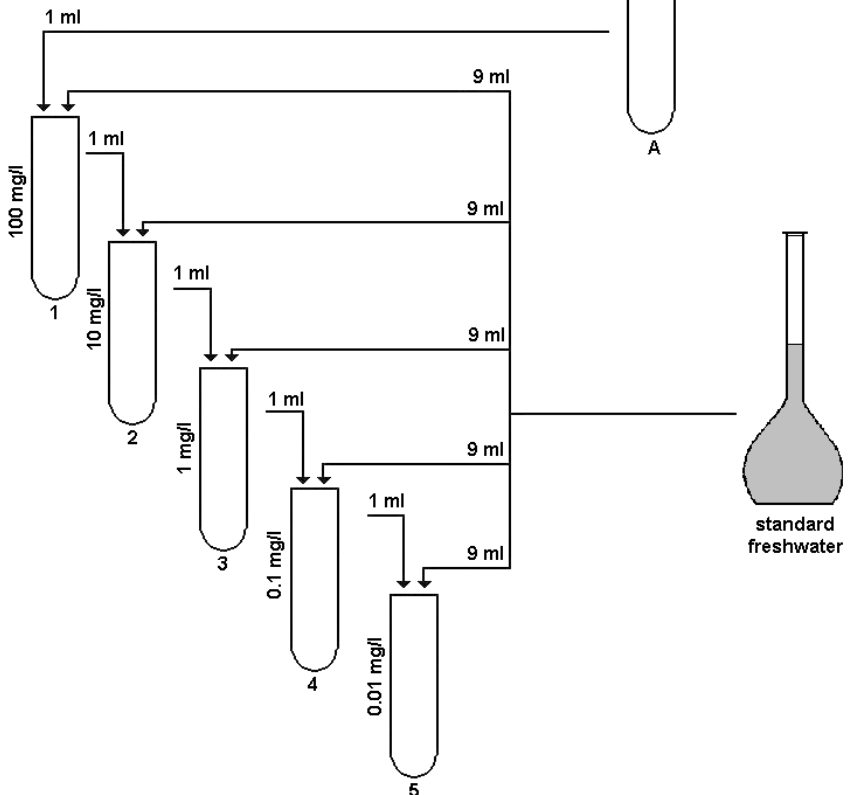 1 ml
9 ml
A
1 ml
100 mg/l
1
9 ml
1 ml
10 mg/l
2
9 ml
1 ml
1 mg/l
3
9 ml
1 ml
0.1 mg/l
4
9 ml
0.01 mg/l
5
standard
freshwater